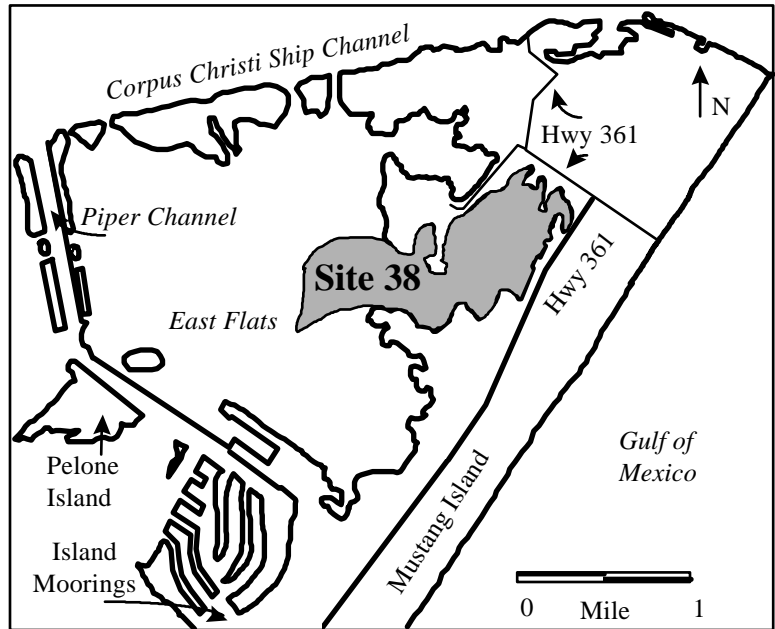 Corpus Christi Ship Channel
N
Hwy 361
Piper Channel
Site 38
Hwy 361
East Flats
Gulf of
Mexico
Pelone
Island
Mustang Island
Island
Moorings
0 Mile 1